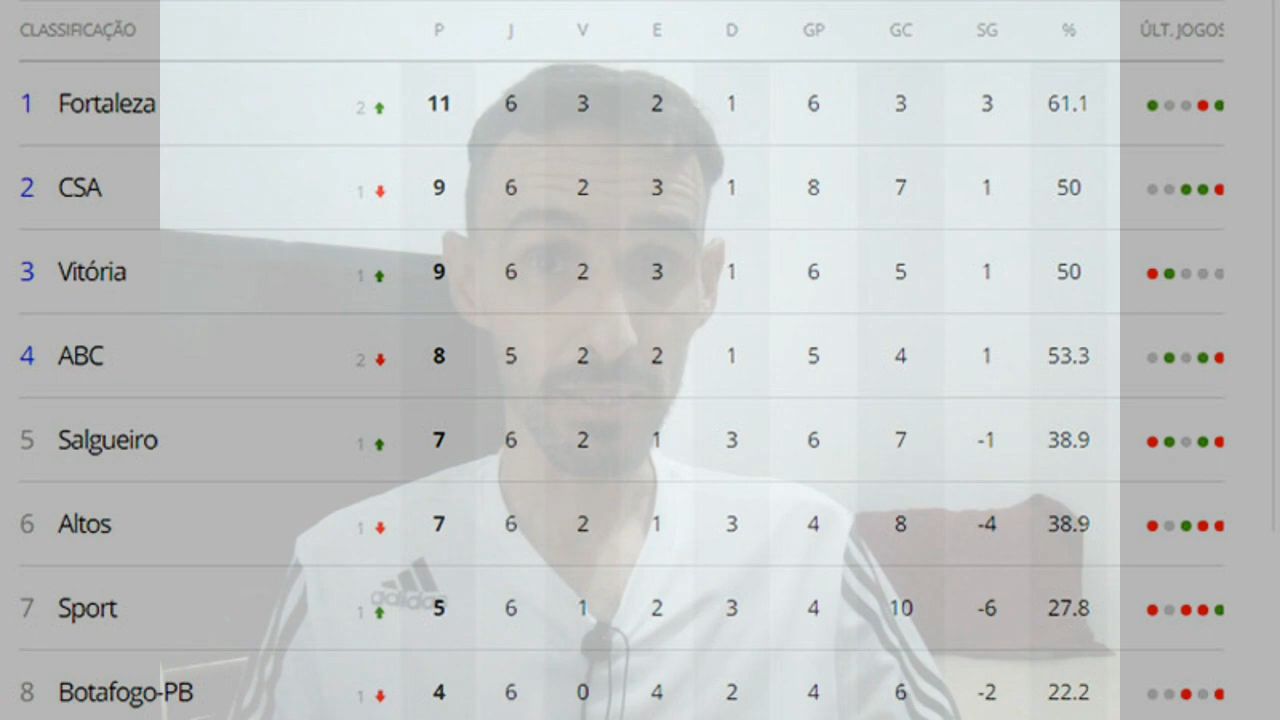 CLASSIFICAÇÃO P J V E D GP GC SG % ÚLT. JOGOS
1 Fortaleza 2 11 6 3 2 1 6 3 3 61.1
2 CSA 1 9 6 2 3 1 8 7 1 50
3 Vitória 1 9 6 2 3 1 6 5 1 50
4 ABC 2 8 5 2 2 1 5 4 1 53.3
5 Salgueiro 1 7 6 2 1 3 6 7 -1 38.9
6 Altos 1 7 6 2 1 3 4 8 -4 38.9
7 Sport 1 5 6 1 2 3 4 10 -6 27.8
adidas
8 Botafogo-PB 1 4 6 0 4 2 4 6 -2 22.2